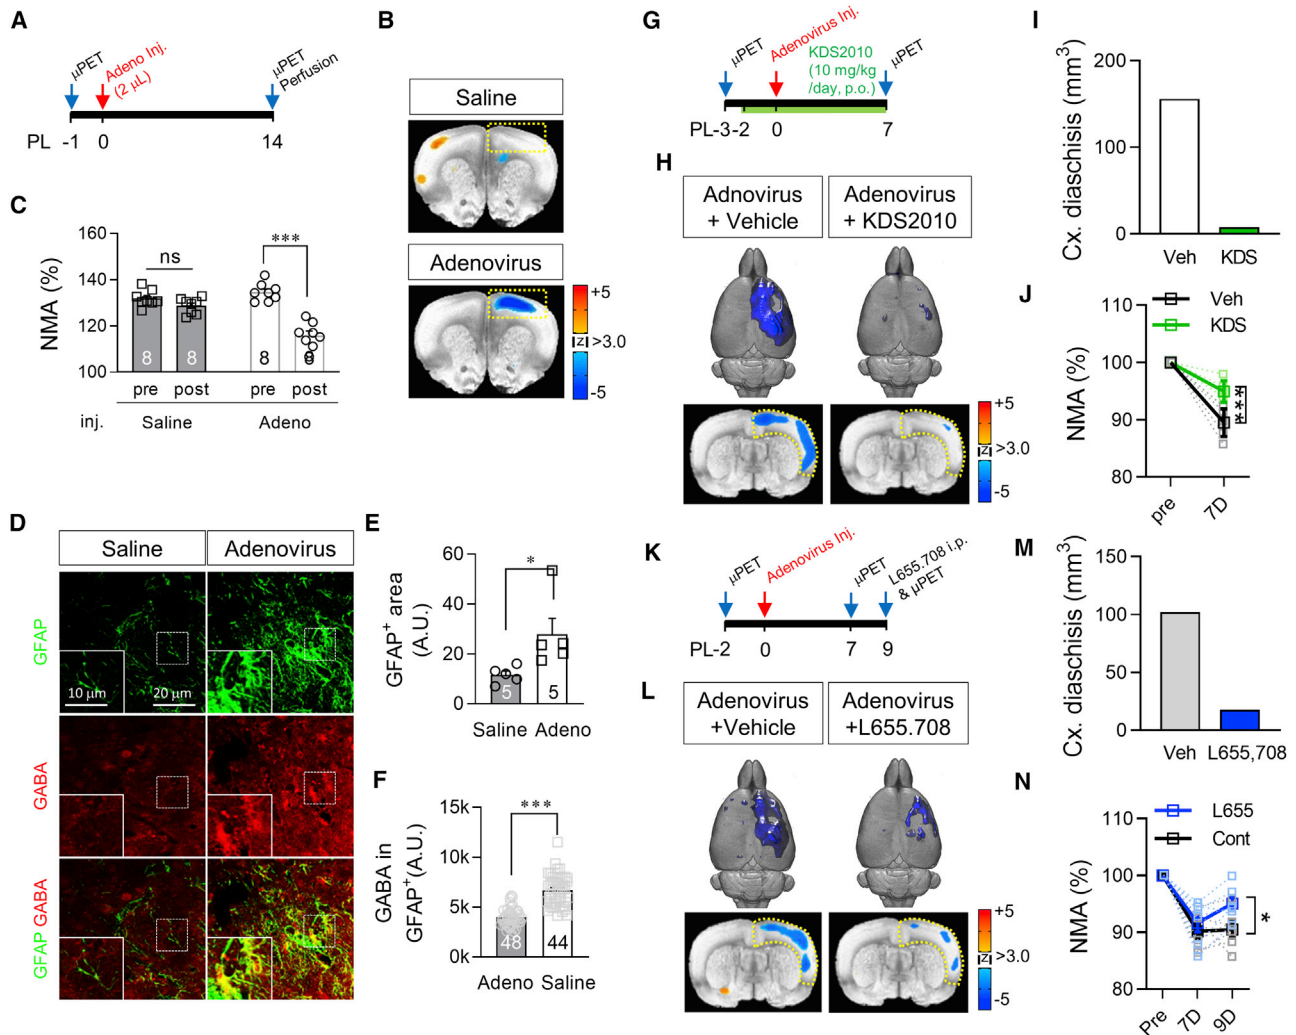 A
μPET
Adeno Inj.
(2 μL)
μPET
Perfusion
PL
-1
0
14
B
Saline
Adenovirus
+5
|Z| >3.0
-5
C
NMA (%)
160
140
120
100
ns
***
8
8
8
8
pre
post
pre
post
inj.
Saline
Adeno
D
Saline
Adenovirus
GFAP
GABA
GFAP GABA
10 μm
20 μm
E
GFAP+ area
(A.U.)
60
40
20
0
*
5
5
Saline
Adeno
F
GABA in
GFAP+(A.U.)
15k
10k
5k
0k
***
48
44
Adeno
Saline
G
μPET
Adenovirus Inj.
KDS2010
(10 mg/kg
/day, p.o.)
μPET
PL-3
-2
0
7
H
Adnovirus
+ Vehicle
Adenovirus
+ KDS2010
+5
|Z| >3.0
-5
I
Cx. diaschisis (mm3)
200
100
0
Veh
KDS
J
Veh
KDS
NMA (%)
110
100
90
80
***
pre
7D
K
μPET
Adenovirus Inj.
μPET
L655.708 i.p.
& μPET
PL-2
0
7
9
L
Adenovirus
+Vehicle
Adenovirus
+L655.708
+5
|Z| >3.0
-5
M
Cx. diaschisis (mm3)
150
100
50
0
Veh
L655,708
N
L655
Cont
NMA (%)
110
100
90
80
*
Pre
7D
9D